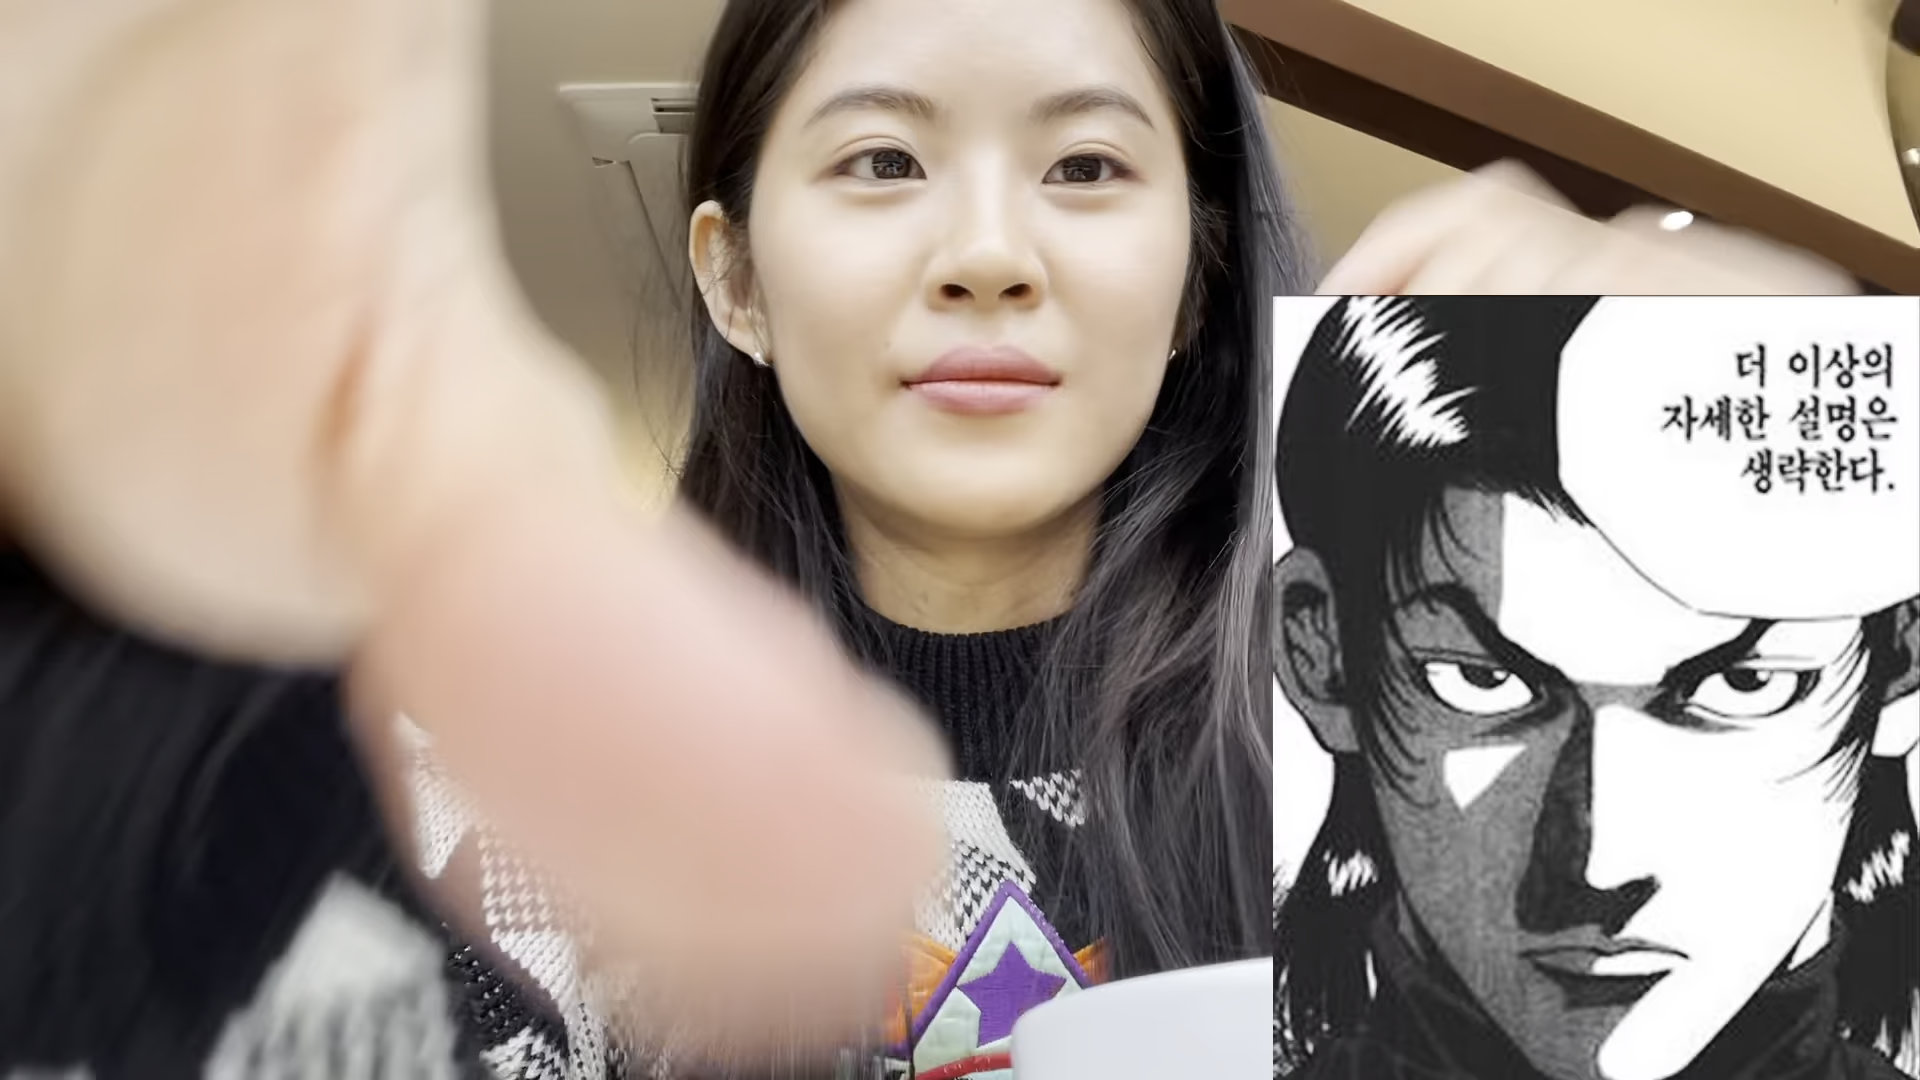 더 이상의
자세한 설명은
생략한다.